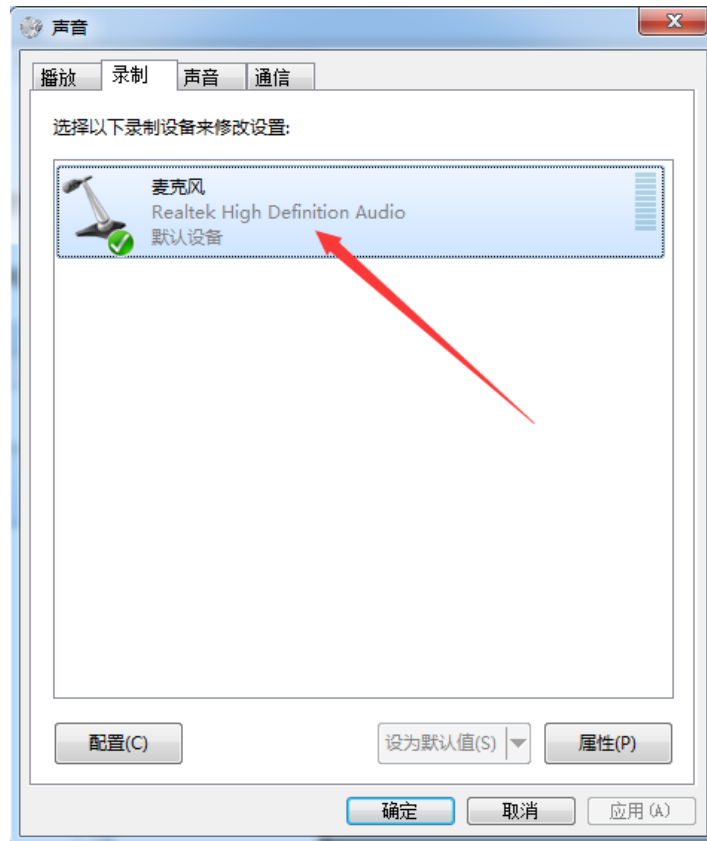 声音
播放 录制 声音 通信
选择以下录制设备来修改设置:
麦克风
Realtek High Definition Audio
默认设备
配置(C) 设为默认值(S) 属性(P)
确定 取消 应用(A)